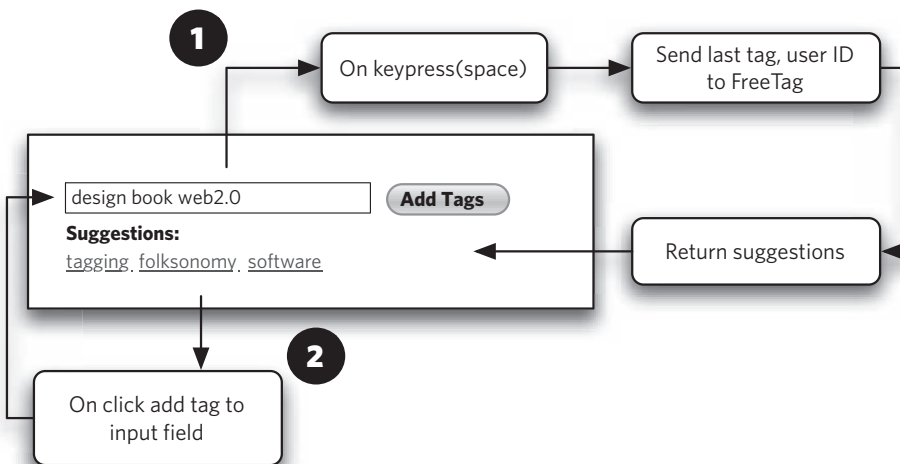 1
On keypress(space)
Send last tag, user ID
to FreeTag
design book web2.0
Add Tags
Suggestions:
tagging folksonomy software
Return suggestions
2
On click add tag to
input field